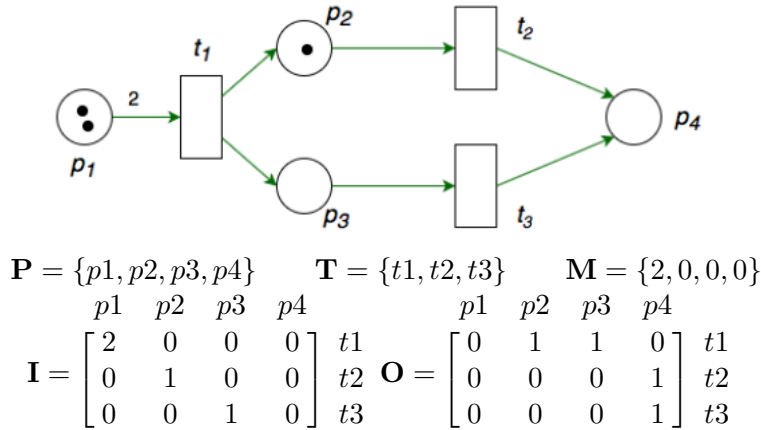 p2
t1
t2
2
p1
p4
p3
t3
P = {p1, p2, p3, p4} T = {t1, t2, t3} M = {2, 0, 0, 0}
p1 p2 p3 p4 p1 p2 p3 p4
2 0 0 0 t1 0 1 1 0 t1
I = 0 1 0 0 t2 O = 0 0 0 1 t2
0 0 1 0 t3 0 0 0 1 t3